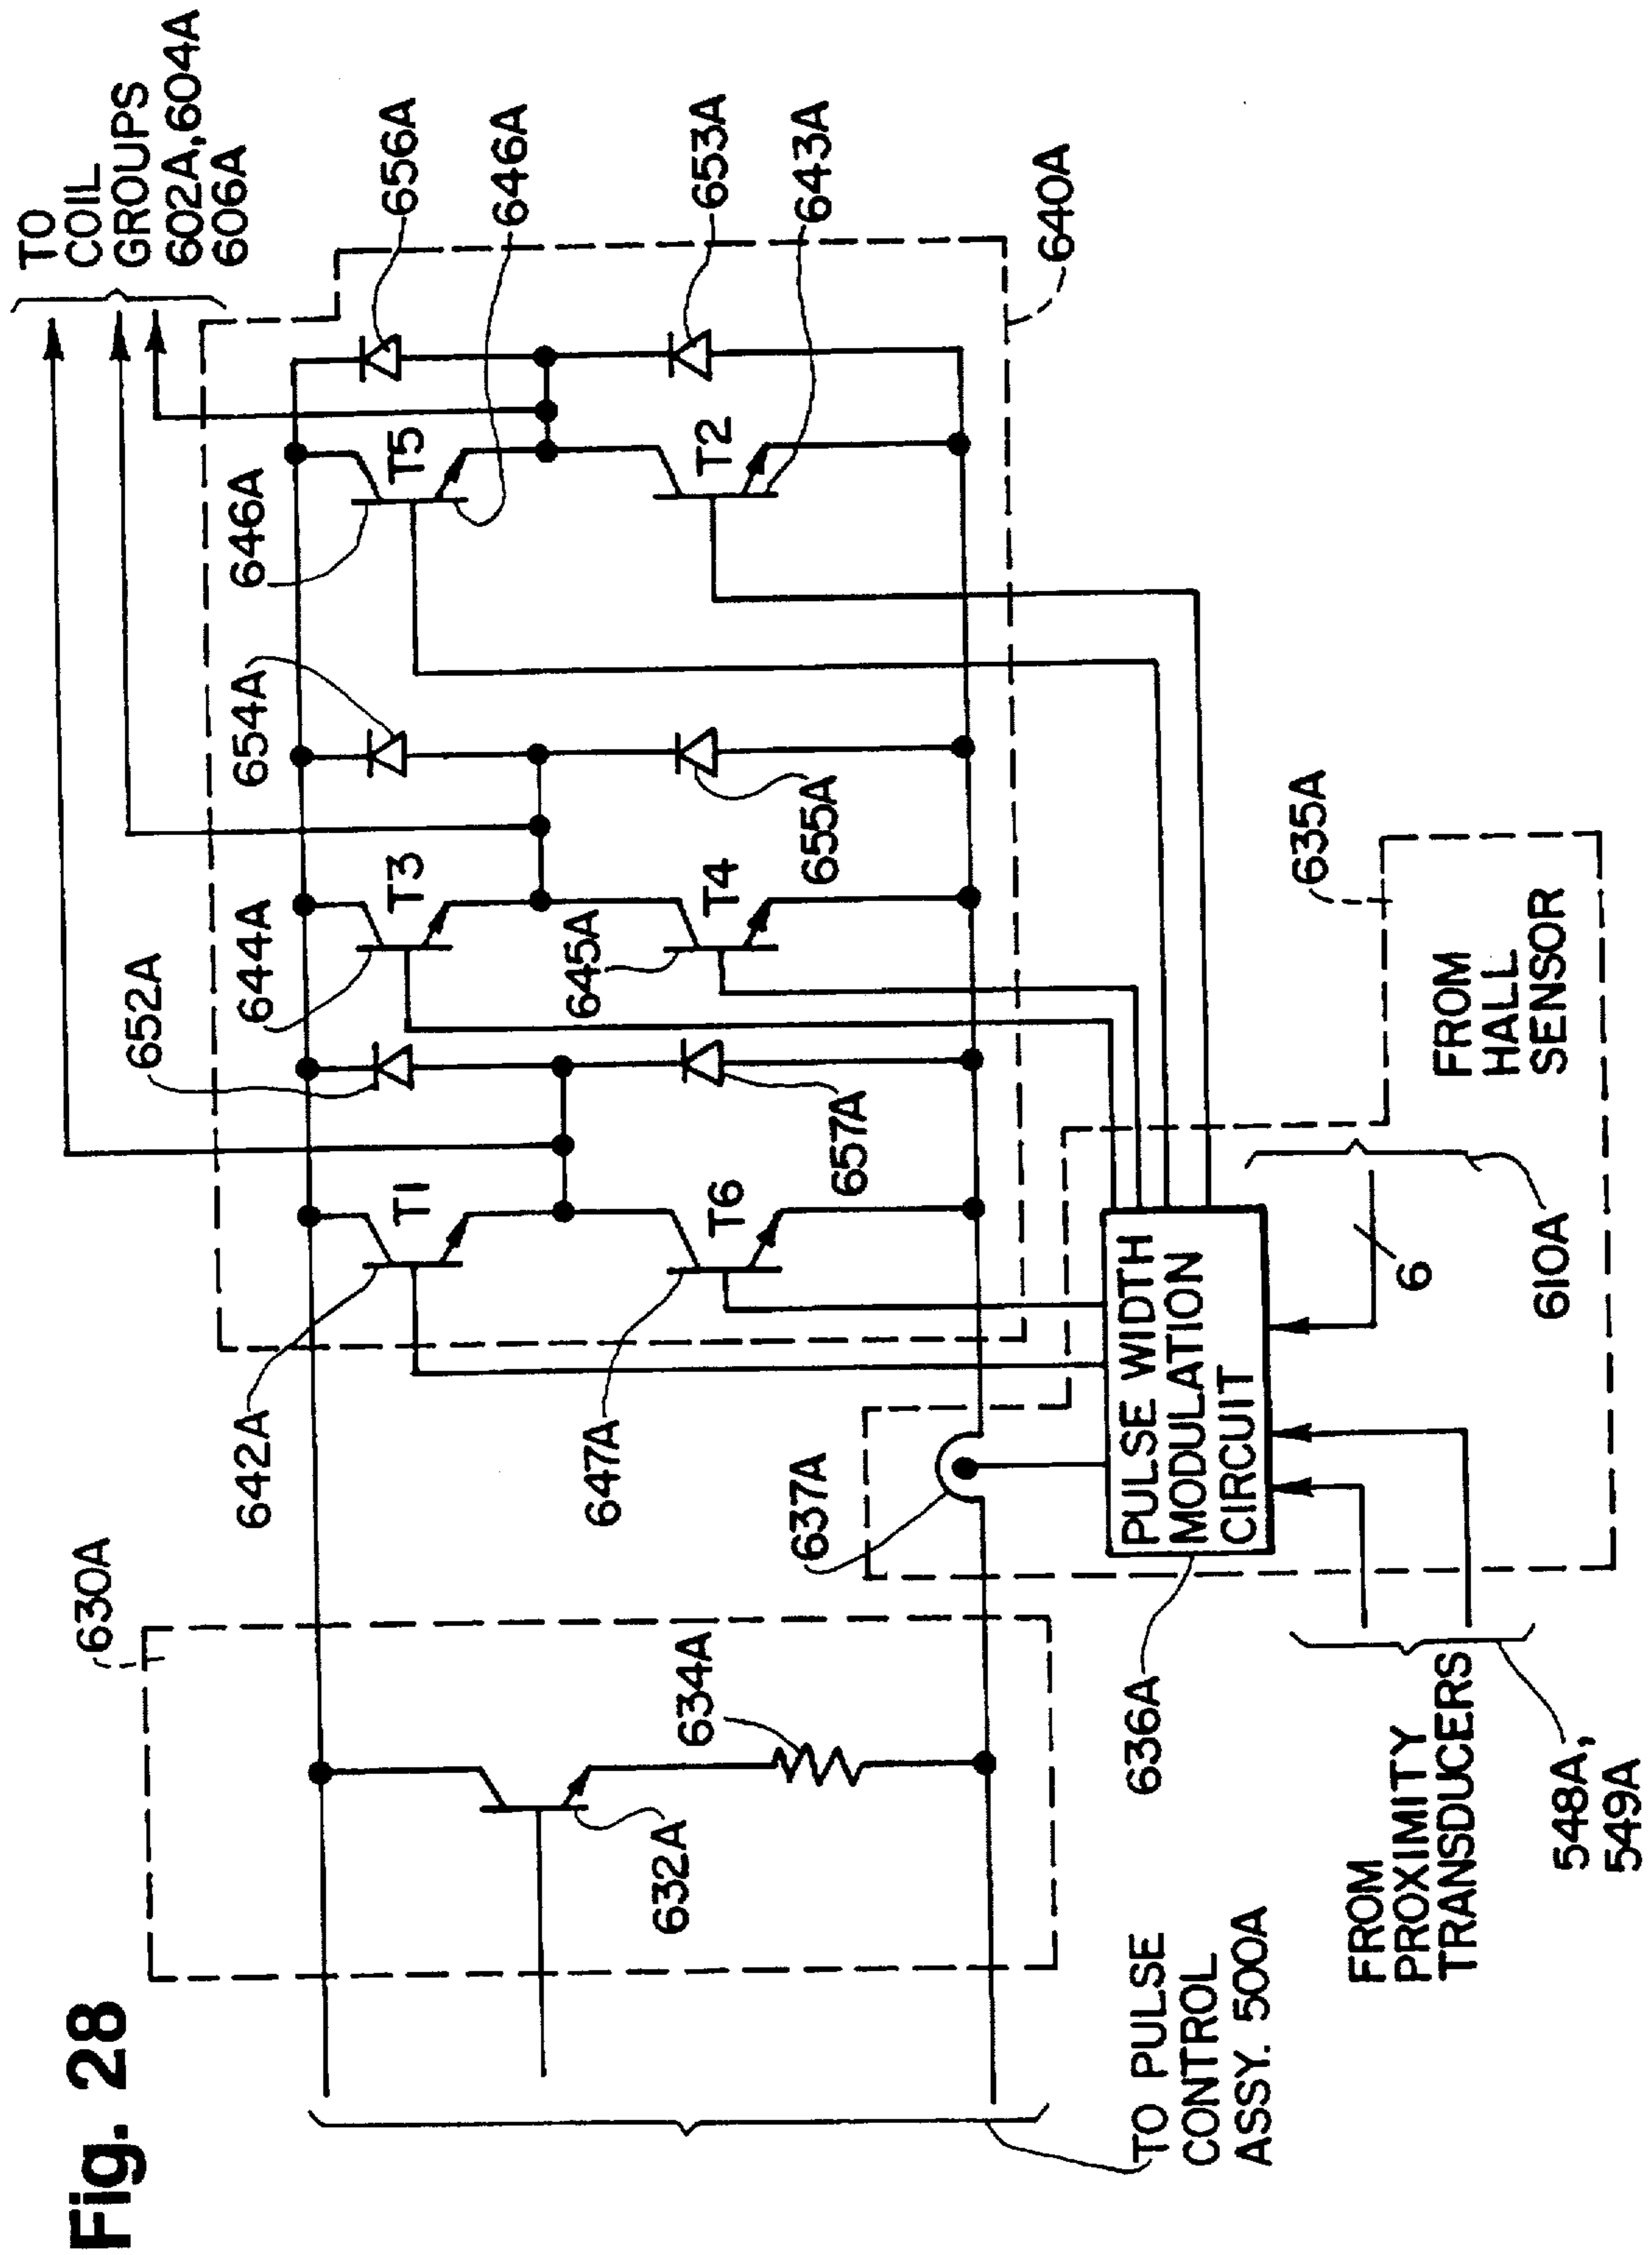 Fig. 28
TO
COIL
GROUPS
602A,604A
606A
630A
642A
652A
644A
654A
646A
656A
646A
T1
T3
T5
632A
634A
647A
T6
657A
645A
T4
655A
T2
653A
643A
640A
637A
635A
TO PULSE
CONTROL
ASSY. 500A
636A
PULSE WIDTH
MODULATION
CIRCUIT
FROM
PROXIMITY
TRANSDUCERS
548A,
549A
6
610A
FROM
HALL
SENSOR